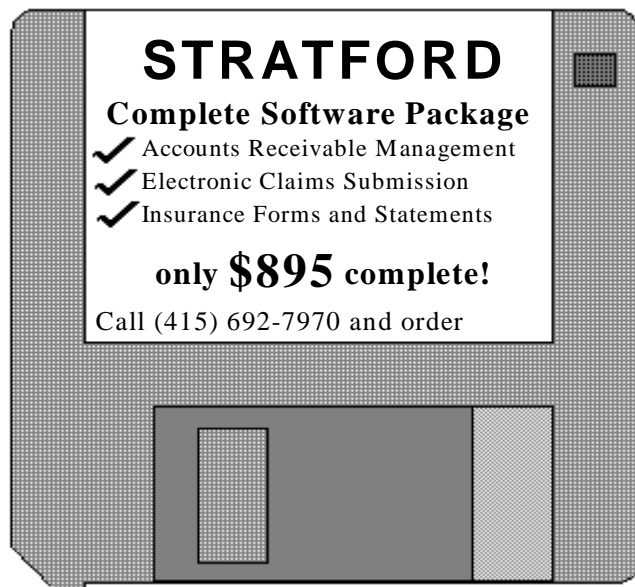 STRATFORD
Complete Software Package
Accounts Receivable Management
Electronic Claims Submission
Insurance Forms and Statements
only $895 complete!
Call (415) 692-7970 and order